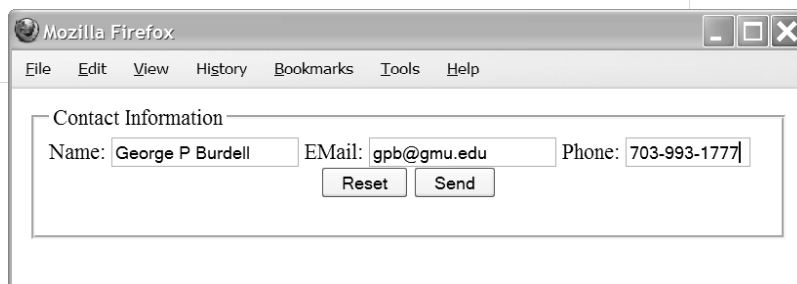 Mozilla Firefox
File Edit View History Bookmarks Tools Help
Contact Information
Name: George P Burdell EMail: gpb@gmu.edu Phone: 703-993-1777
Reset Send